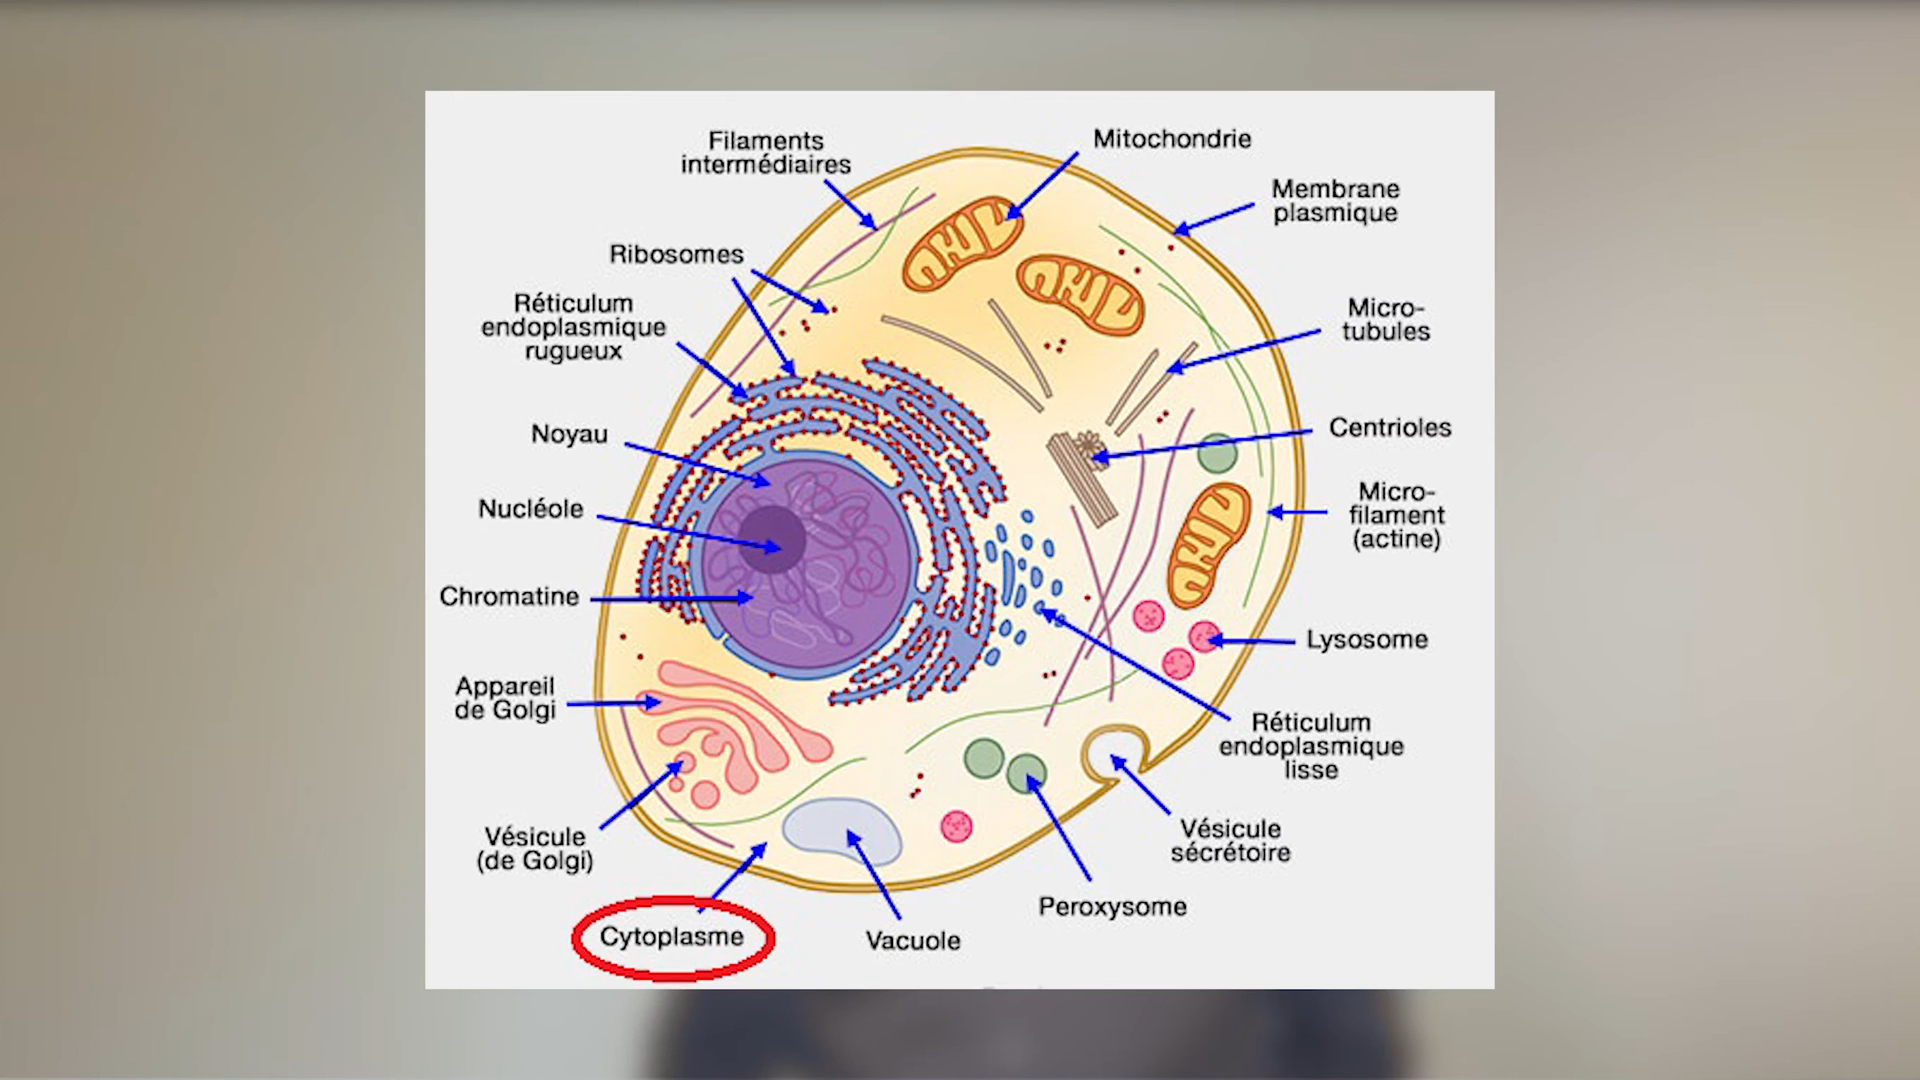 Filaments
intermédiaires
Mitochondrie
Membrane
plasmique
Ribosomes
Réticulum
endoplasmique
rugueux
Micro-
tubules
Noyau
Centrioles
Nucléole
Micro-
filament
(actine)
Chromatine
Lysosome
Appareil
de Golgi
Réticulum
endoplasmique
lisse
Vésicule
(de Golgi)
Vésicule
sécrétoire
Peroxysome
Cytoplasme
Vacuole